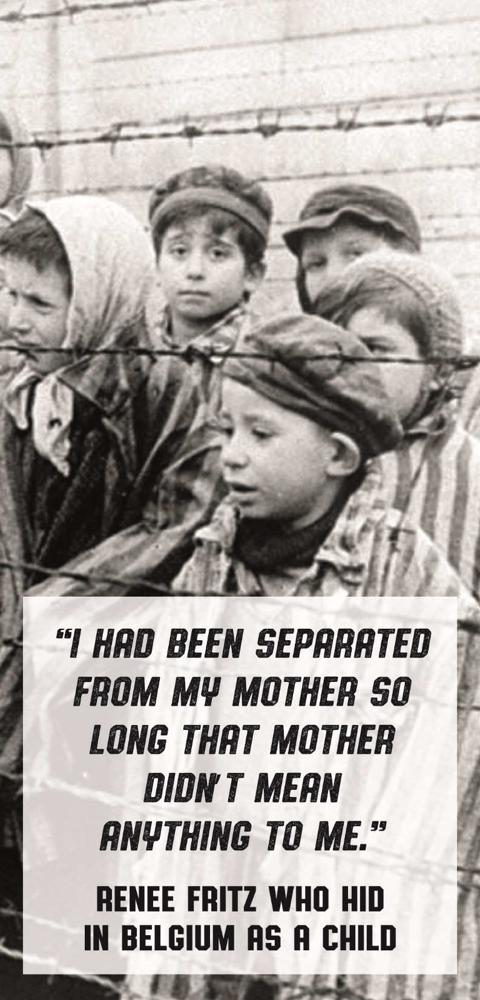 “I HAD BEEN SEPARATED
FROM MY MOTHER SO
LONG THAT MOTHER
DIDN’T MEAN
ANYTHING TO ME.”
RENEE FRITZ WHO HID
IN BELGIUM AS A CHILD